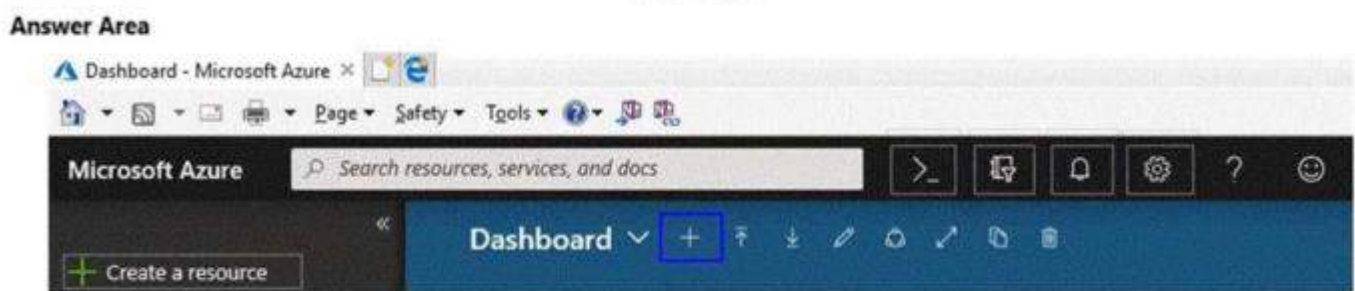 Answer Area
Dashboard - Microsoft Azure ×
Page Safety Tools
Microsoft Azure Search resources, services, and docs >_ ?
«
Dashboard
+ Create a resource